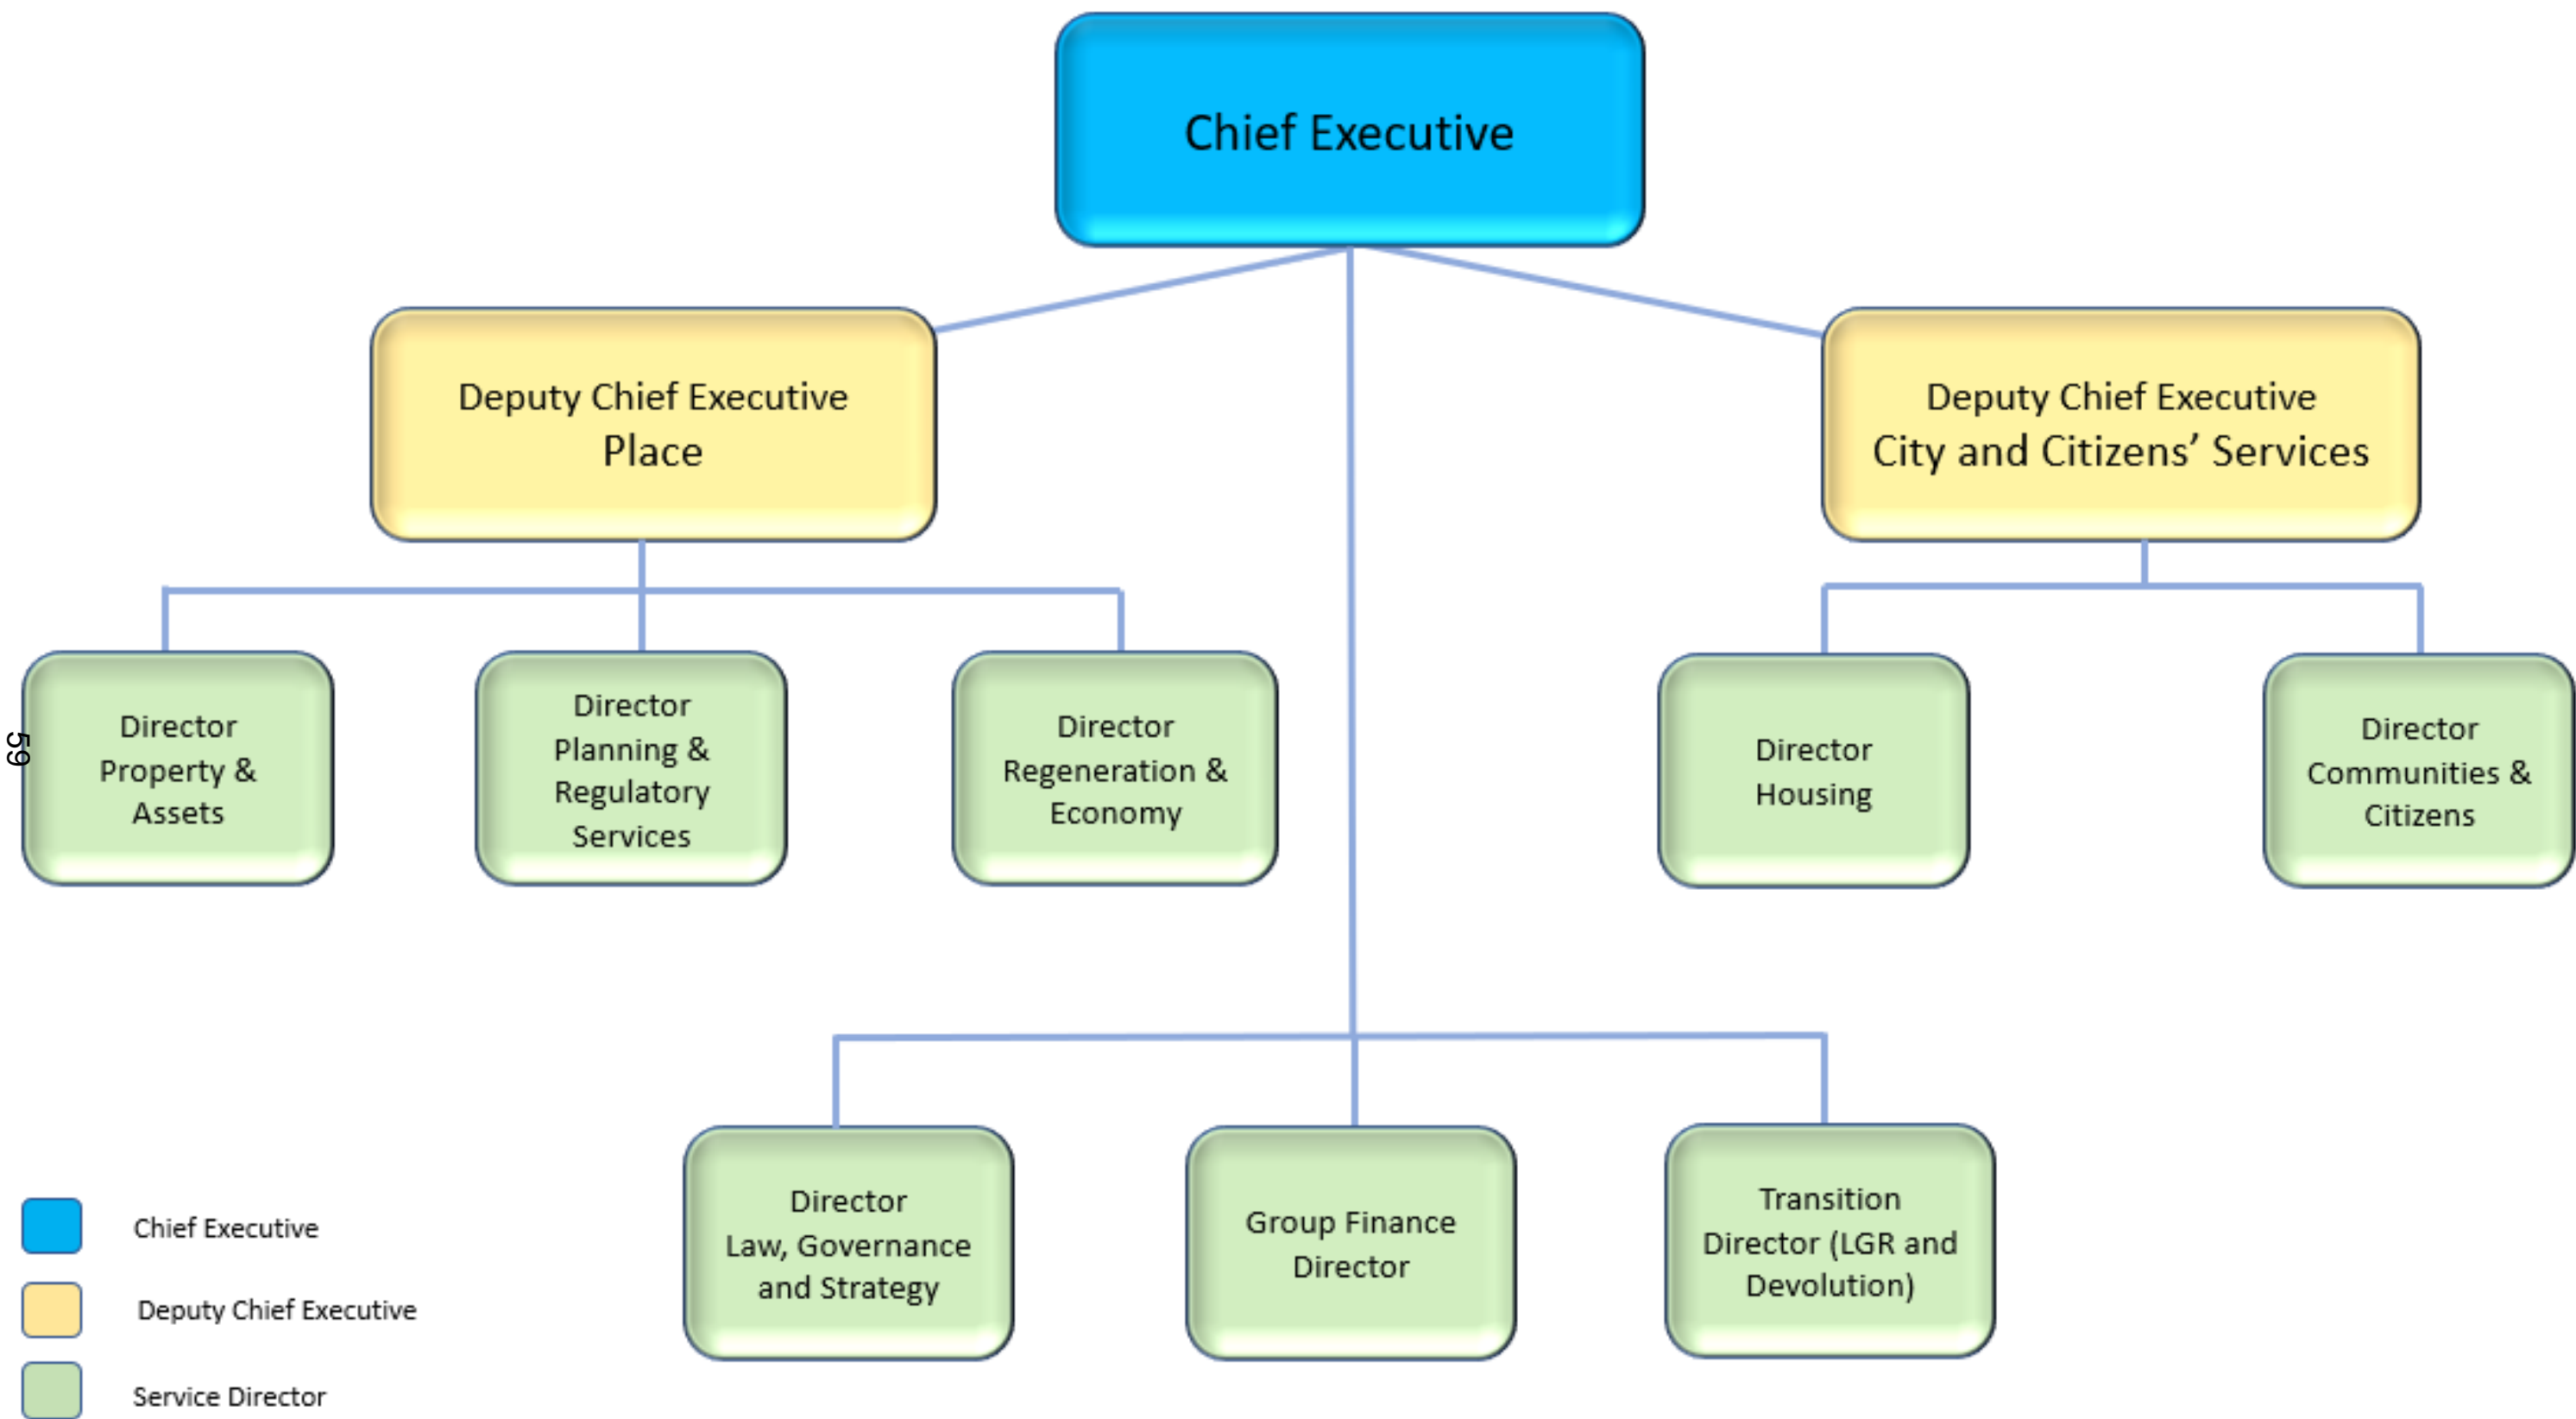 Chief Executive
Deputy Chief Executive
Place
Deputy Chief Executive
City and Citizens’ Services
Director
Property &
Assets
Director
Planning &
Regulatory
Services
Director
Regeneration &
Economy
Director
Housing
Director
Communities &
Citizens
59
Director
Law, Governance
and Strategy
Group Finance
Director
Transition
Director (LGR and
Devolution)
Chief Executive
Deputy Chief Executive
Service Director